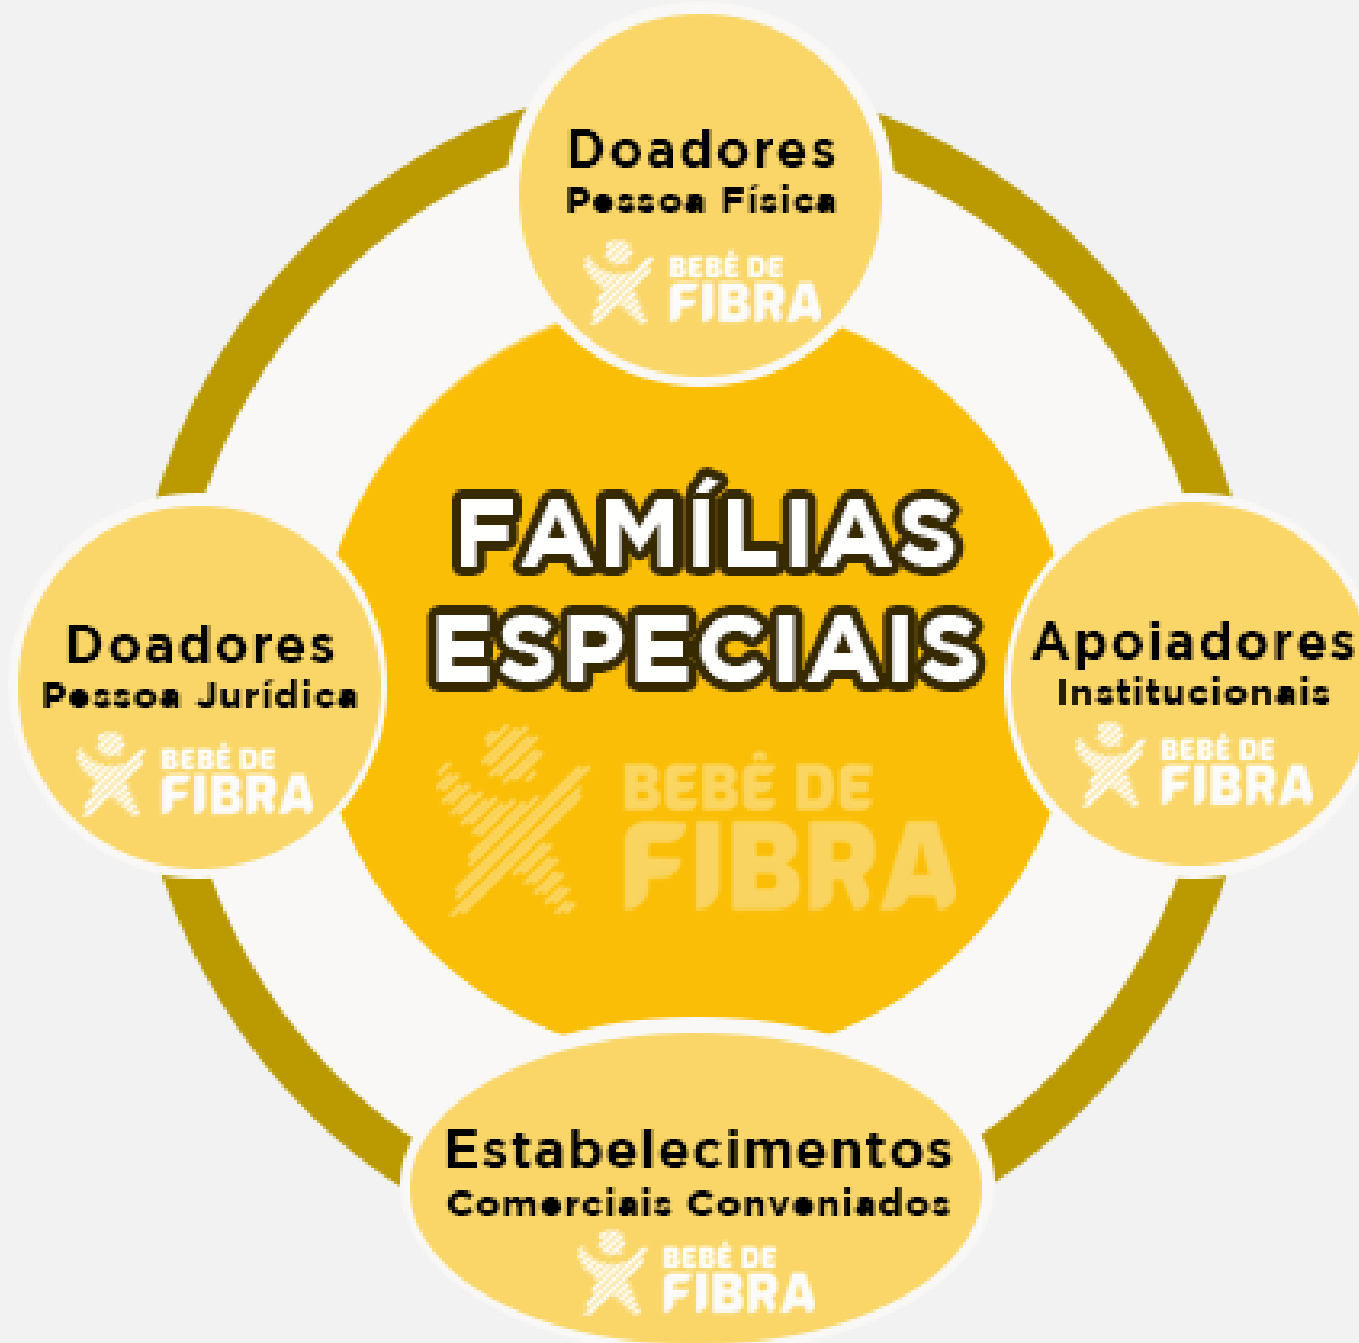 Doadores
Pessoa Física
BEBÊ DE
FIBRA
FAMÍLIAS
ESPECIAIS
BEBÊ DE
FIBRA
Doadores
Pessoa Jurídica
BEBÊ DE
FIBRA
Apoiadores
Institucionais
BEBÊ DE
FIBRA
Estabelecimentos
Comerciais Conveniados
BEBÊ DE
FIBRA